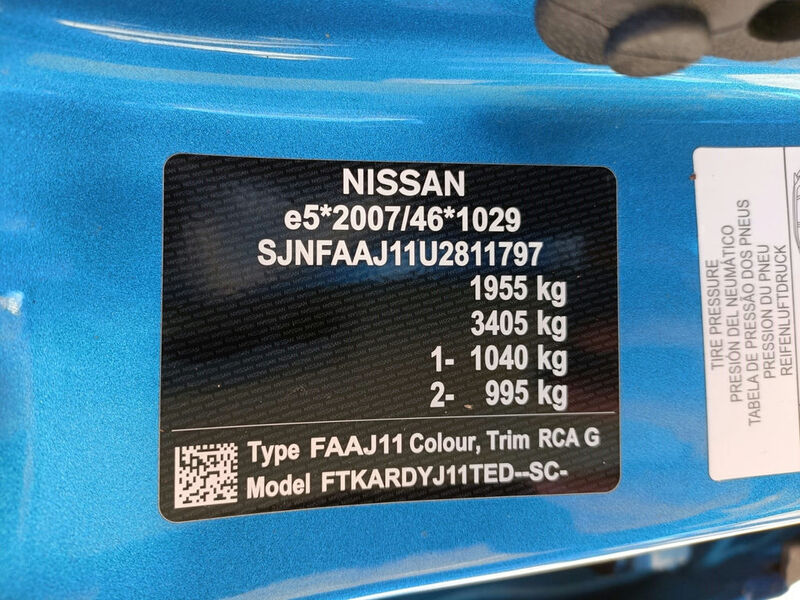 NISSAN
e5*2007/46*1029
SJNFAAJ11U2811797
1955 kg
3405 kg
1- 1040 kg
2- 995 kg
Type FAAJ11 Colour, Trim RCA G
Model FTKARDYJ11TED--SC-
TIRE PRESSURE
PRESIÓN DEL NEUMÁTICO
TABELA DE PRESSÃO DOS PNEUS
PRESSION DU PNEU
REIFENLUFTDRUCK